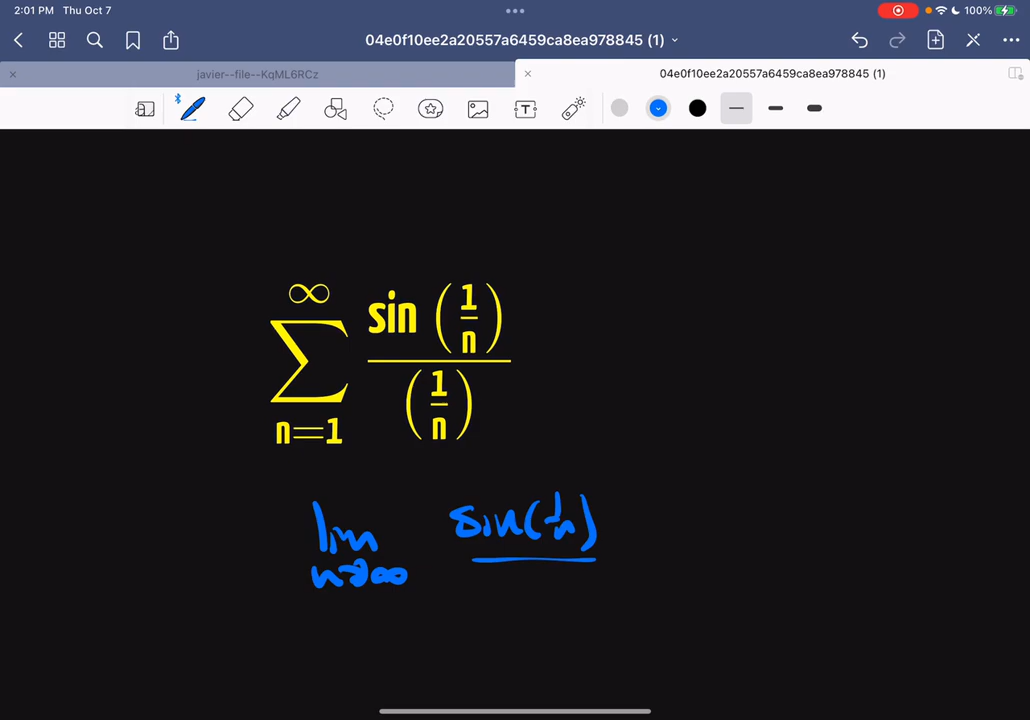 2:01 PM Thu Oct 7
100%
04e0f10ee2a20557a6459ca8ea978845 (1)
javier--file--KqML6RCz
04e0f10ee2a20557a6459ca8ea978845 (1)
a
T
∞
∑ sin (1/n)
(1/n)
n=1
lim sin(1/n)
n→∞